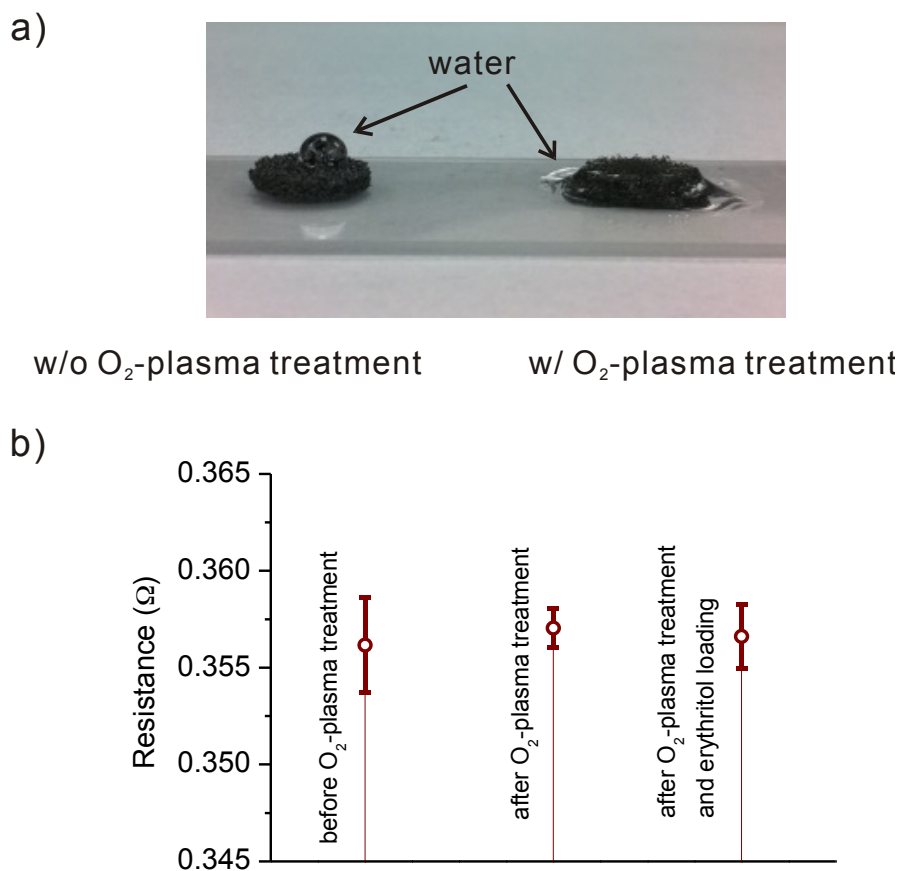 a)
water
w/o O₂-plasma treatment
w/ O₂-plasma treatment
b)
0.365
0.360
0.355
0.350
0.345
Resistance (Ω)
before O₂-plasma treatment
after O₂-plasma treatment
after O₂-plasma treatment
and erythritol loading